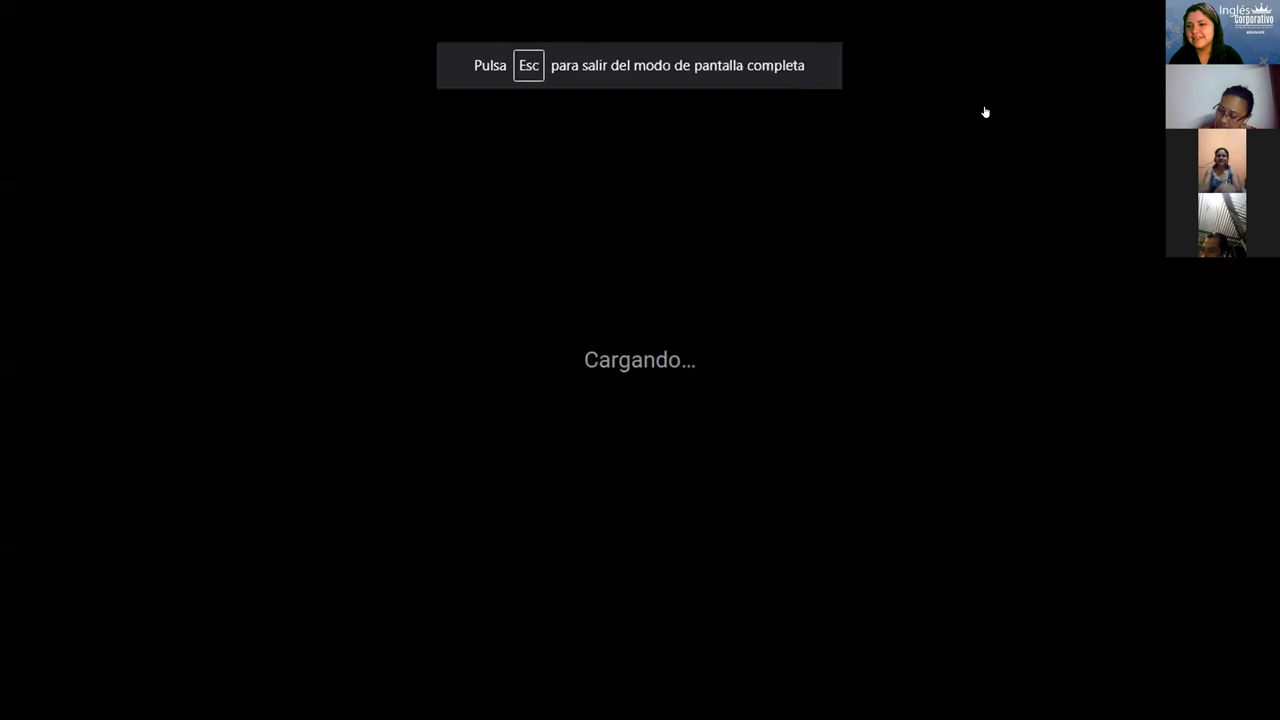 Inglés
Corporativo
Pulsa Esc para salir del modo de pantalla completa
Cargando...